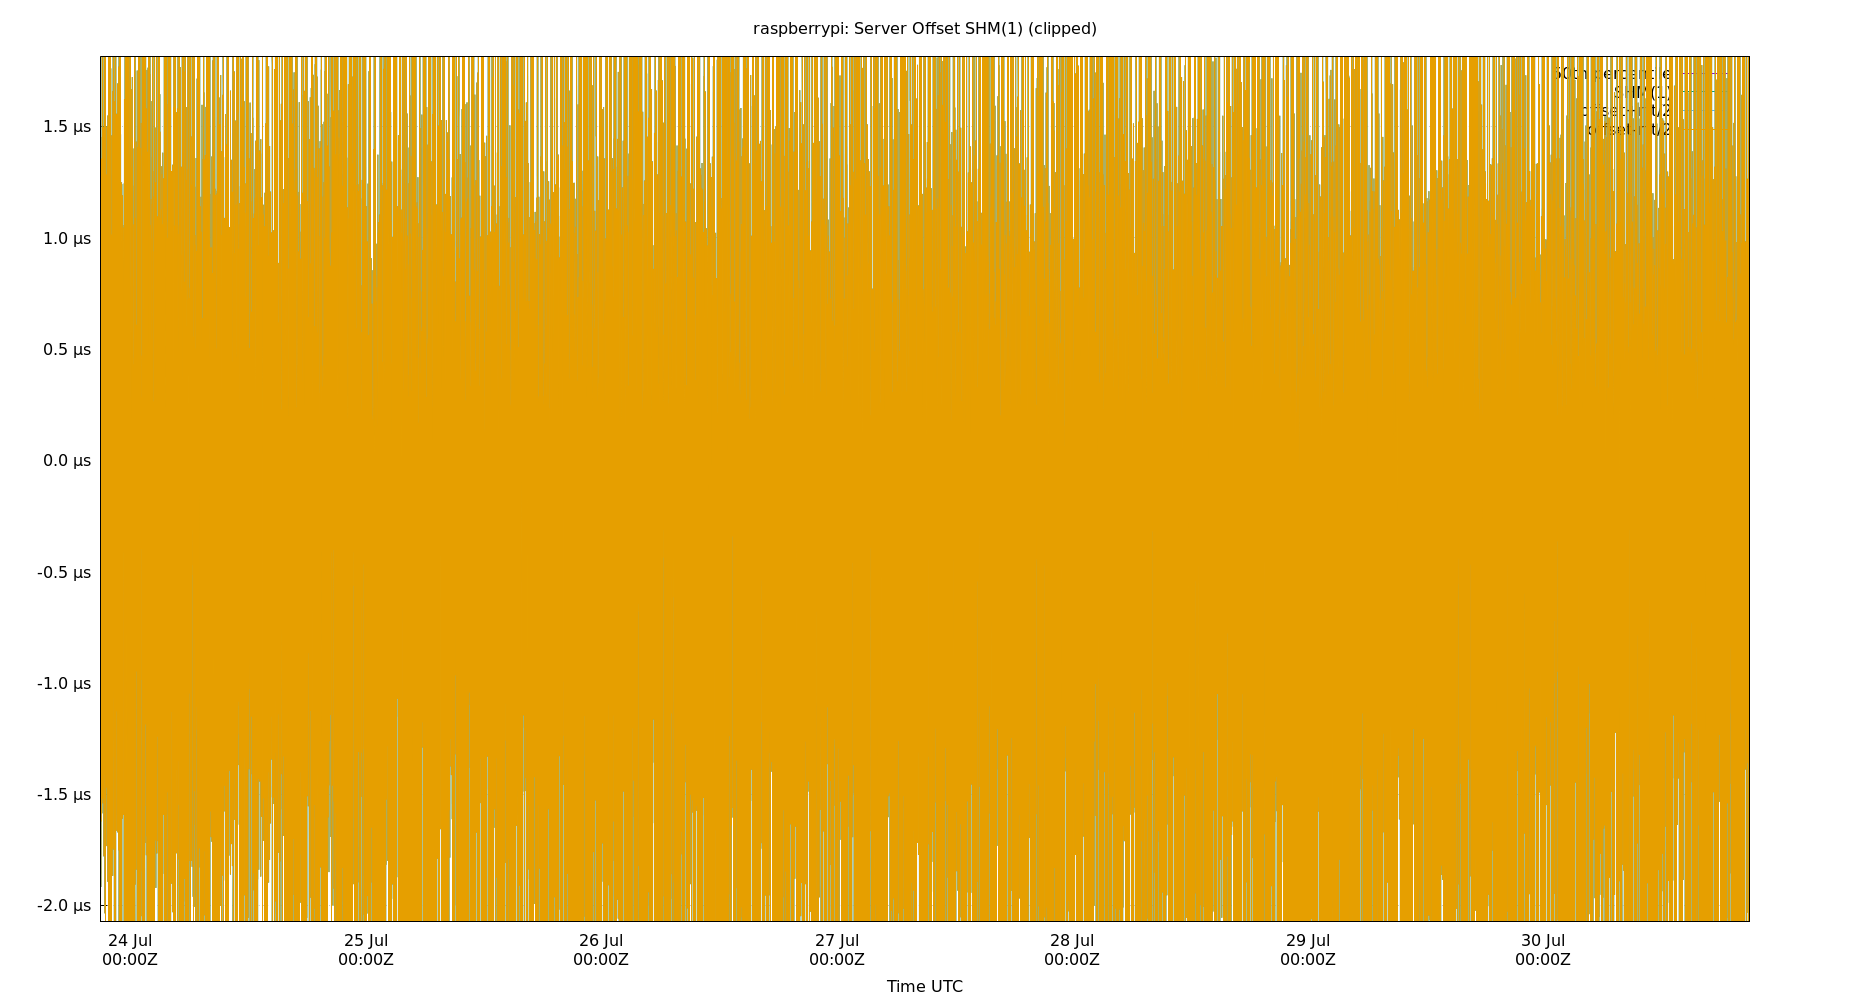 raspberrypi: Server Offset SHM(1) (clipped)
SHM(1)
1.5 µs
1.0 µs
0.5 µs
0.0 µs
-0.5 µs
-1.0 µs
-1.5 µs
-2.0 µs
24 Jul 25 Jul 26 Jul 27 Jul 28 Jul 29 Jul 30 Jul
00:00Z 00:00Z 00:00Z 00:00Z 00:00Z 00:00Z 00:00Z
Time UTC